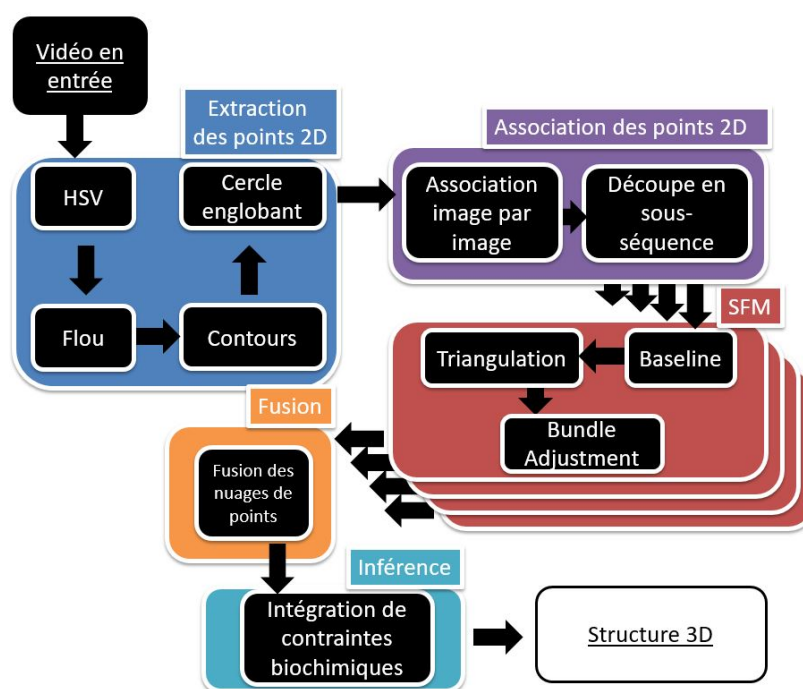 Vidéo en
entrée
Extraction
des points 2D
HSV
Cercle
englobant
Flou
Contours
Association des points 2D
Association
image par
image
Découpe en
sous-
séquence
SFM
Baseline
Triangulation
Bundle
Adjustment
Fusion
Fusion des
nuages de
points
Inférence
Intégration de
contraintes
biochimiques
Structure 3D